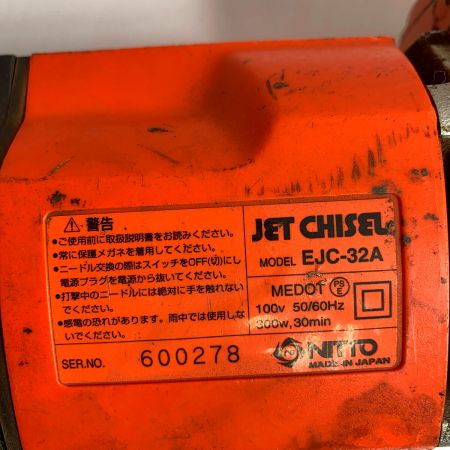 ⚠警告
●ご使用前に取扱説明書をお読みください。
●常に保護メガネを着用してください。
●ニードル交換の際はスイッチをOFF(切)にし
電源プラグを電源から抜いてください。
●打撃中のニードルには絶対に手を触れない
でください。
●感電の恐れがあります。雨中では使用しな
いでください。
SER.NO. 600278
JET CHISEL
MODEL EJC-32A
MEDOT PSE
100v 50/60Hz
300w, 30min
NITTO
MADE IN JAPAN